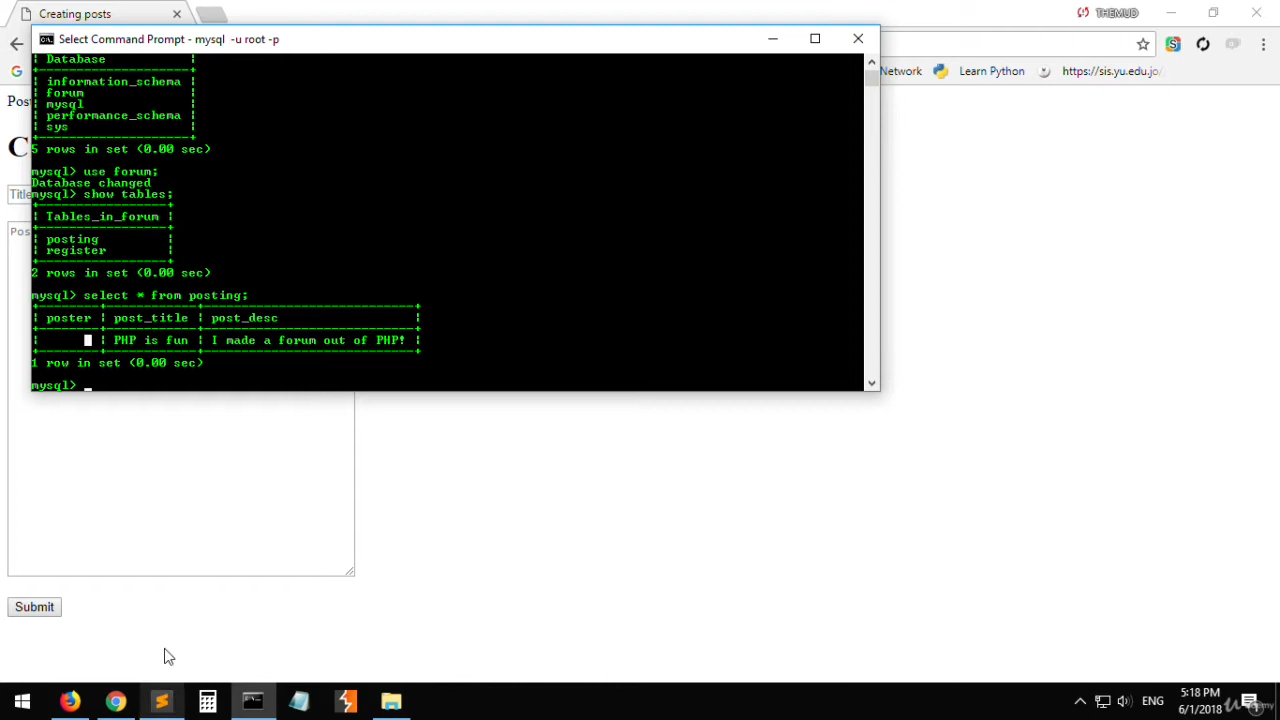 Creating posts
THEMUD
Select Command Prompt - mysql -u root -p
Network
Learn Python
https://sis.yu.edu.jo/
Database
information_schema
forum
mysql
performance_schema
sys
5 rows in set (0.00 sec)
mysql> use forum;
Database changed
mysql> show tables;
Tables_in_forum
posting
register
2 rows in set (0.00 sec)
mysql> select * from posting;
poster | post_title | post_desc
PHP is fun | I made a forum out of PHP!
1 row in set (0.00 sec)
mysql>
Submit
ENG
5:18 PM
6/1/2018